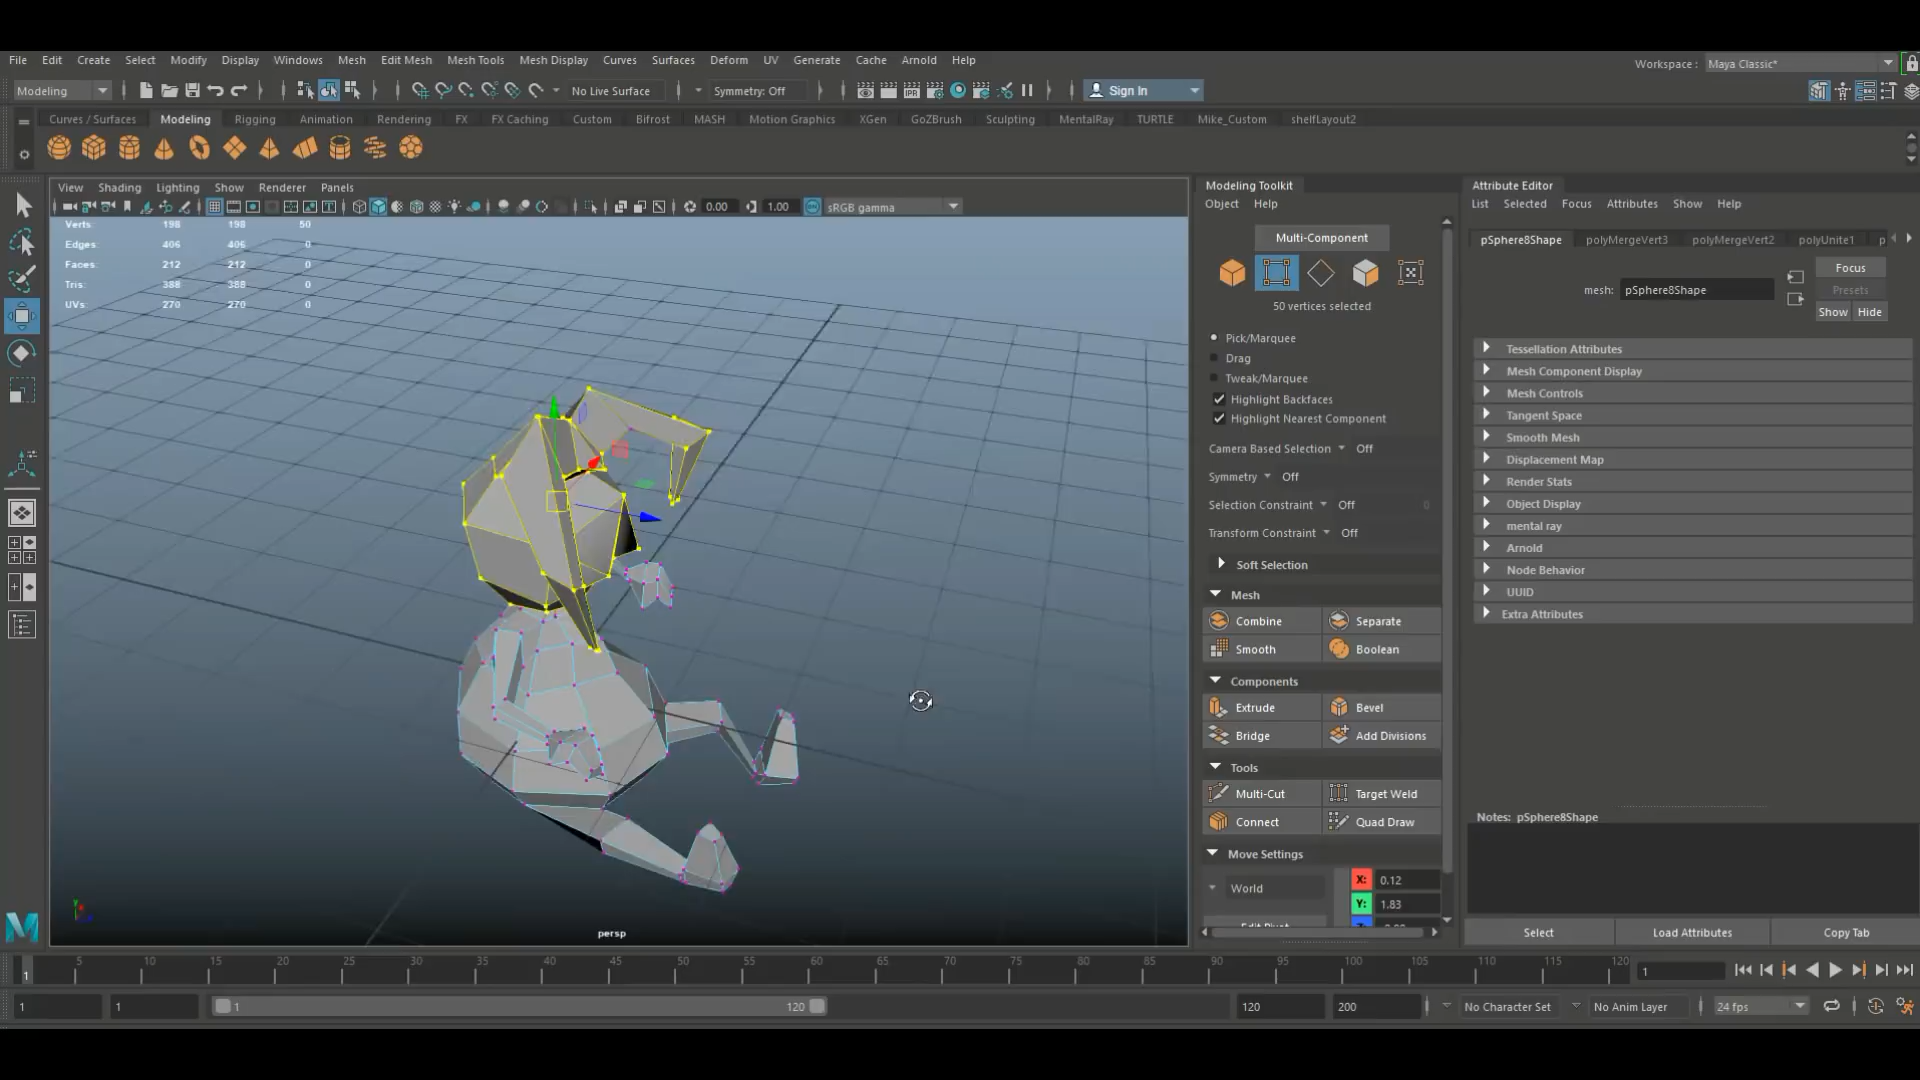 File Edit Create Select Modify Display Windows Mesh Edit Mesh Mesh Tools Mesh Display Curves Surfaces Deform UV Generate Cache Arnold Help
Workspace : Maya Classic*
Modeling No Live Surface Symmetry: Off Sign In
Curves / Surfaces Modeling Rigging Animation Rendering FX FX Caching Custom Bifrost MASH Motion Graphics XGen GoZBrush Sculpting MentalRay TURTLE Mike_Custom shelfLayout2
View Shading Lighting Show Renderer Panels
0.00 1.00 sRGB gamma
Verts: 198 198 50
Edges: 406 406 0
Faces: 212 212 0
Tris: 388 388 0
UVs: 270 270 0
persp
Modeling Toolkit
Object Help
Multi-Component
50 vertices selected
Pick/Marquee
Drag
Tweak/Marquee
Highlight Backfaces
Highlight Nearest Component
Camera Based Selection Off
Symmetry Off
Selection Constraint Off 0
Transform Constraint Off
Soft Selection
Mesh
Combine Separate
Smooth Boolean
Components
Extrude Bevel
Bridge Add Divisions
Tools
Multi-Cut Target Weld
Connect Quad Draw
Move Settings
World X: 0.12
Y: 1.83
Attribute Editor
List Selected Focus Attributes Show Help
pSphere8Shape polyMergeVert3 polyMergeVert2 polyUnite1 p
Focus
mesh: pSphere8Shape Presets
Show Hide
Tessellation Attributes
Mesh Component Display
Mesh Controls
Tangent Space
Smooth Mesh
Displacement Map
Render Stats
Object Display
mental ray
Arnold
Node Behavior
UUID
Extra Attributes
Notes: pSphere8Shape
Select Load Attributes Copy Tab
1 5 10 15 20 25 30 35 40 45 50 55 60 65 70 75 80 85 90 95 100 105 110 115 120 1
1 1 1 120 120 200 No Character Set No Anim Layer 24 fps